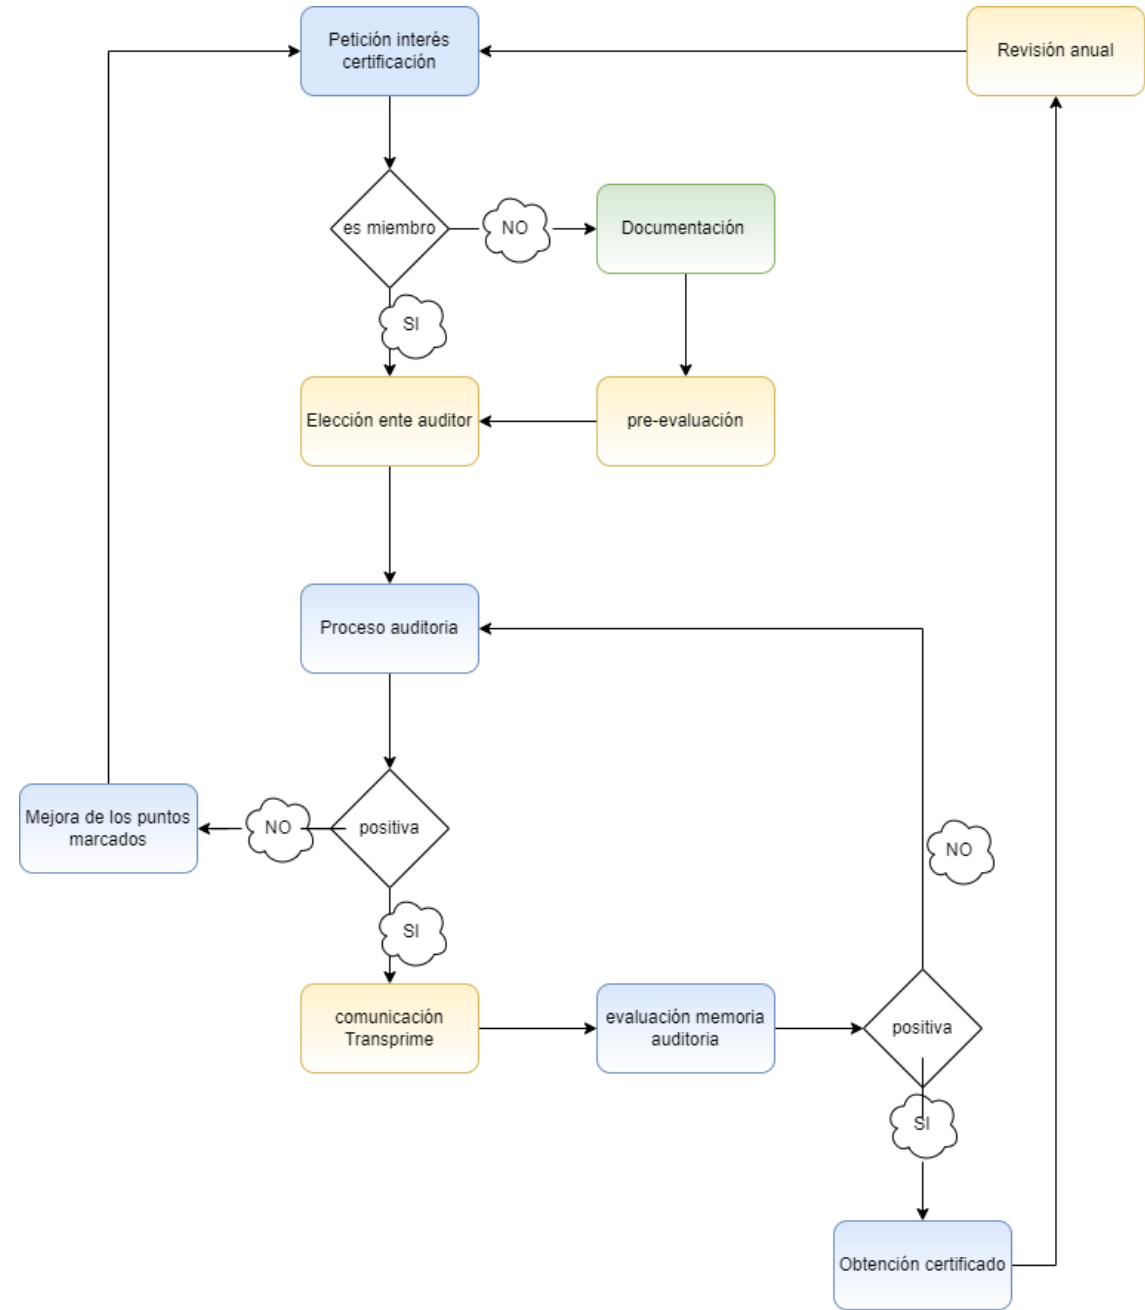 Petición interés
certificación
Revisión anual
es miembro
NO
Documentación
SI
Elección ente auditor
pre-evaluación
Proceso auditoria
Mejora de los puntos
marcados
NO
positiva
NO
SI
comunicación
Transprime
evaluación memoria
auditoria
positiva
SI
Obtención certificado